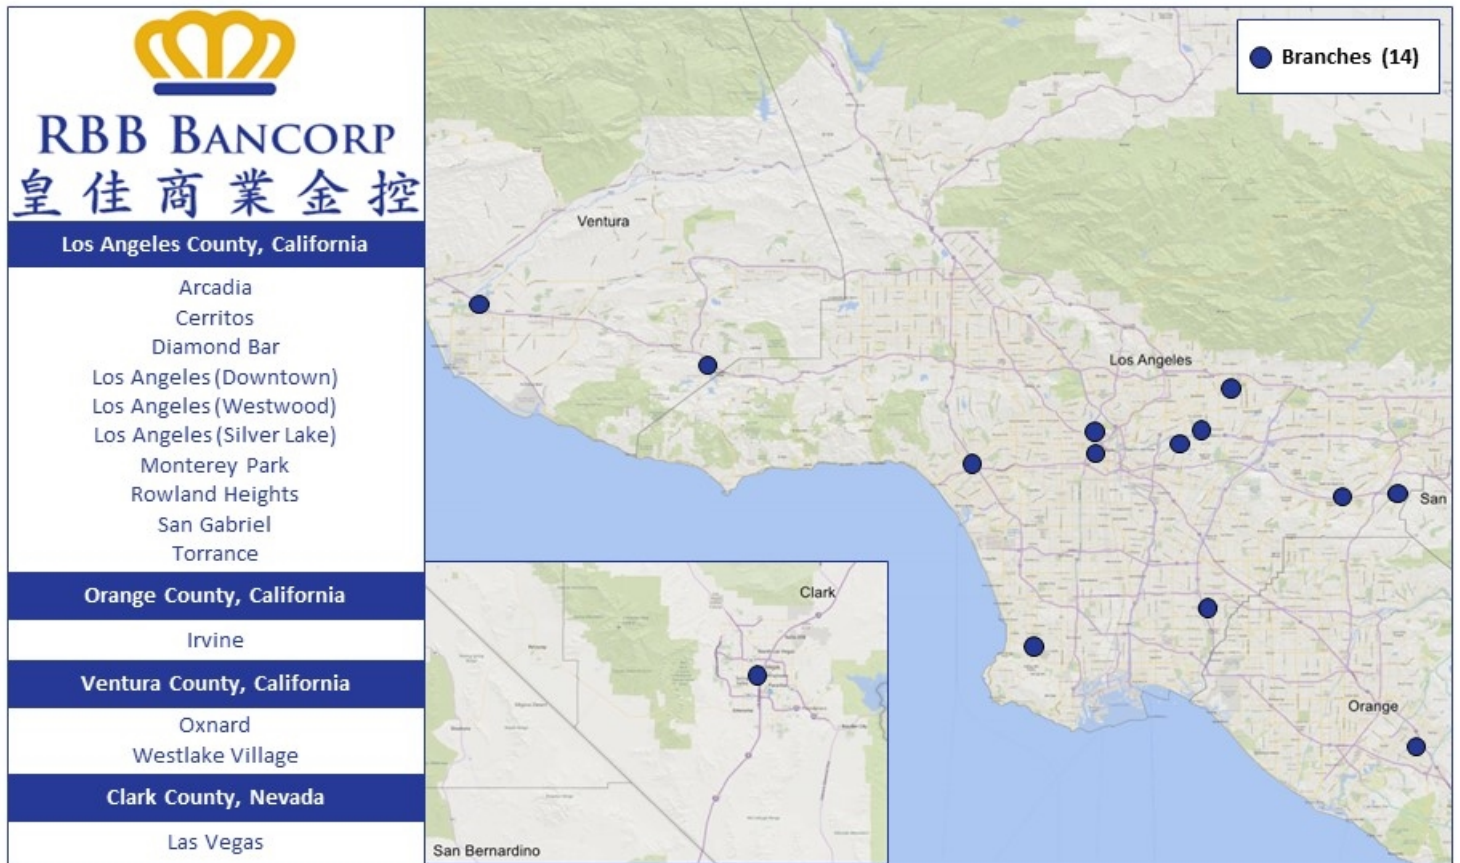 RBB BANCORP
皇佳商業金控
Los Angeles County, California
Arcadia
Cerritos
Diamond Bar
Los Angeles (Downtown)
Los Angeles (Westwood)
Los Angeles (Silver Lake)
Monterey Park
Rowland Heights
San Gabriel
Torrance
Orange County, California
Irvine
Ventura County, California
Oxnard
Westlake Village
Clark County, Nevada
Las Vegas
Branches (14)
Ventura
Los Angeles
San
Orange
Clark
San Bernardino